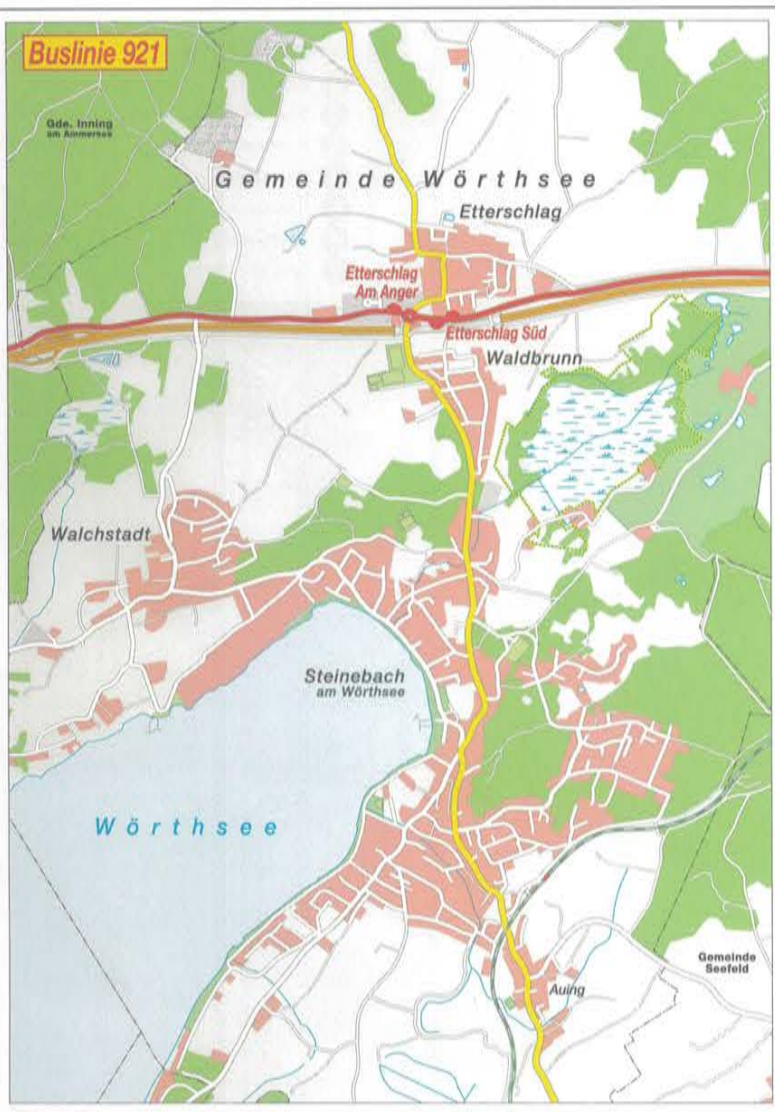 Buslinie 921
Gde. Inning
am Ammersee
Gemeinde Wörthsee
Etterschlag
Etterschlag
Am Anger
Etterschlag Süd
Waldbrunn
Walchstadt
Steinebach
am Wörthsee
Wörthsee
Gemeinde
Seefeld
Auing